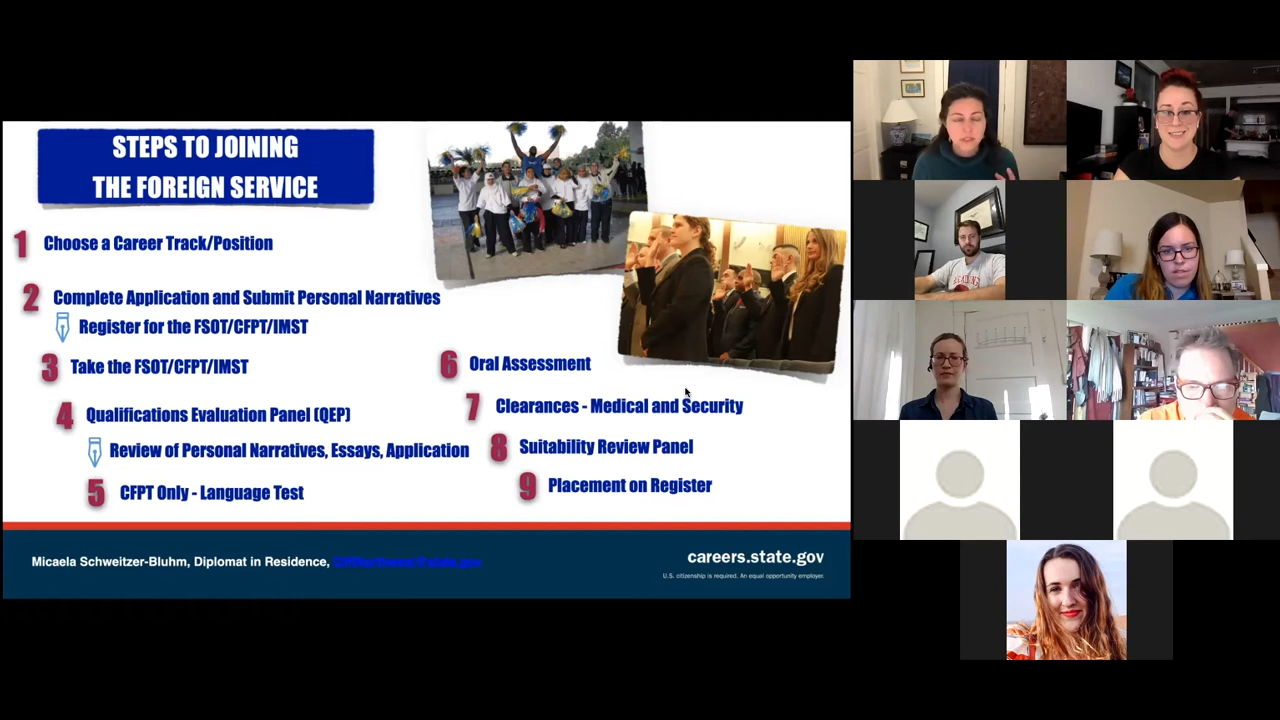 STEPS TO JOINING
THE FOREIGN SERVICE
1 Choose a Career Track/Position
2 Complete Application and Submit Personal Narratives
Register for the FSOT/CFPT/IMST
3 Take the FSOT/CFPT/IMST
4 Qualifications Evaluation Panel (QEP)
Review of Personal Narratives, Essays, Application
5 CFPT Only - Language Test
6 Oral Assessment
7 Clearances - Medical and Security
8 Suitability Review Panel
9 Placement on Register
Micaela Schweitzer-Bluhm, Diplomat in Residence,
careers.state.gov
U.S. citizenship is required. An equal opportunity employer.